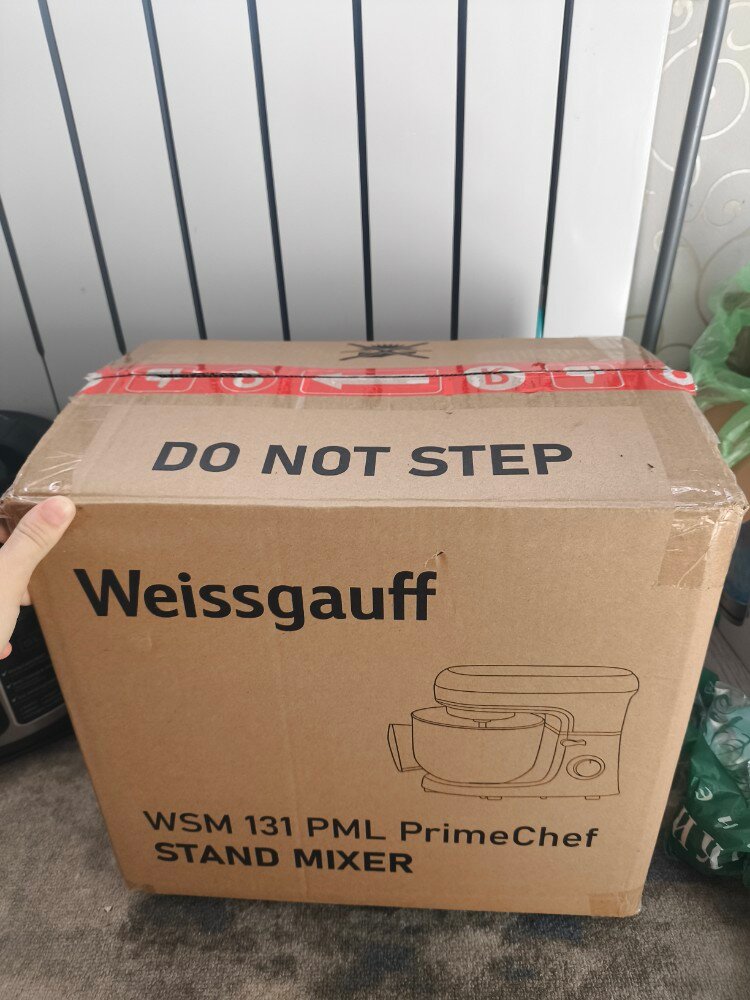 DO NOT STEP
Weissgauff
WSM 131 PML PrimeChef
STAND MIXER